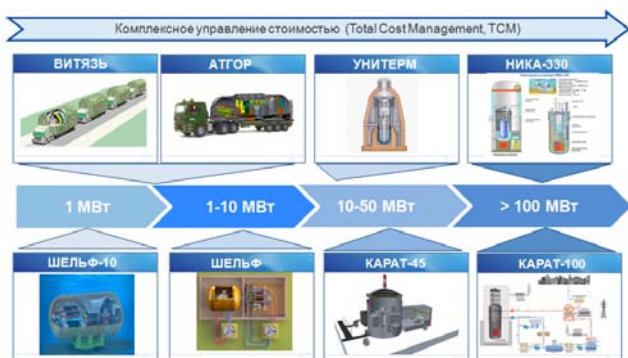 Комплексное управление стоимостью (Total Cost Management, TCM)
ВИТЯЗЬ
АТГОР
УНИТЕРМ
НИКА-330
1 МВт
1-10 МВт
10-50 МВт
> 100 МВт
ШЕЛЬФ-10
ШЕЛЬФ
КАРАТ-45
КАРАТ-100